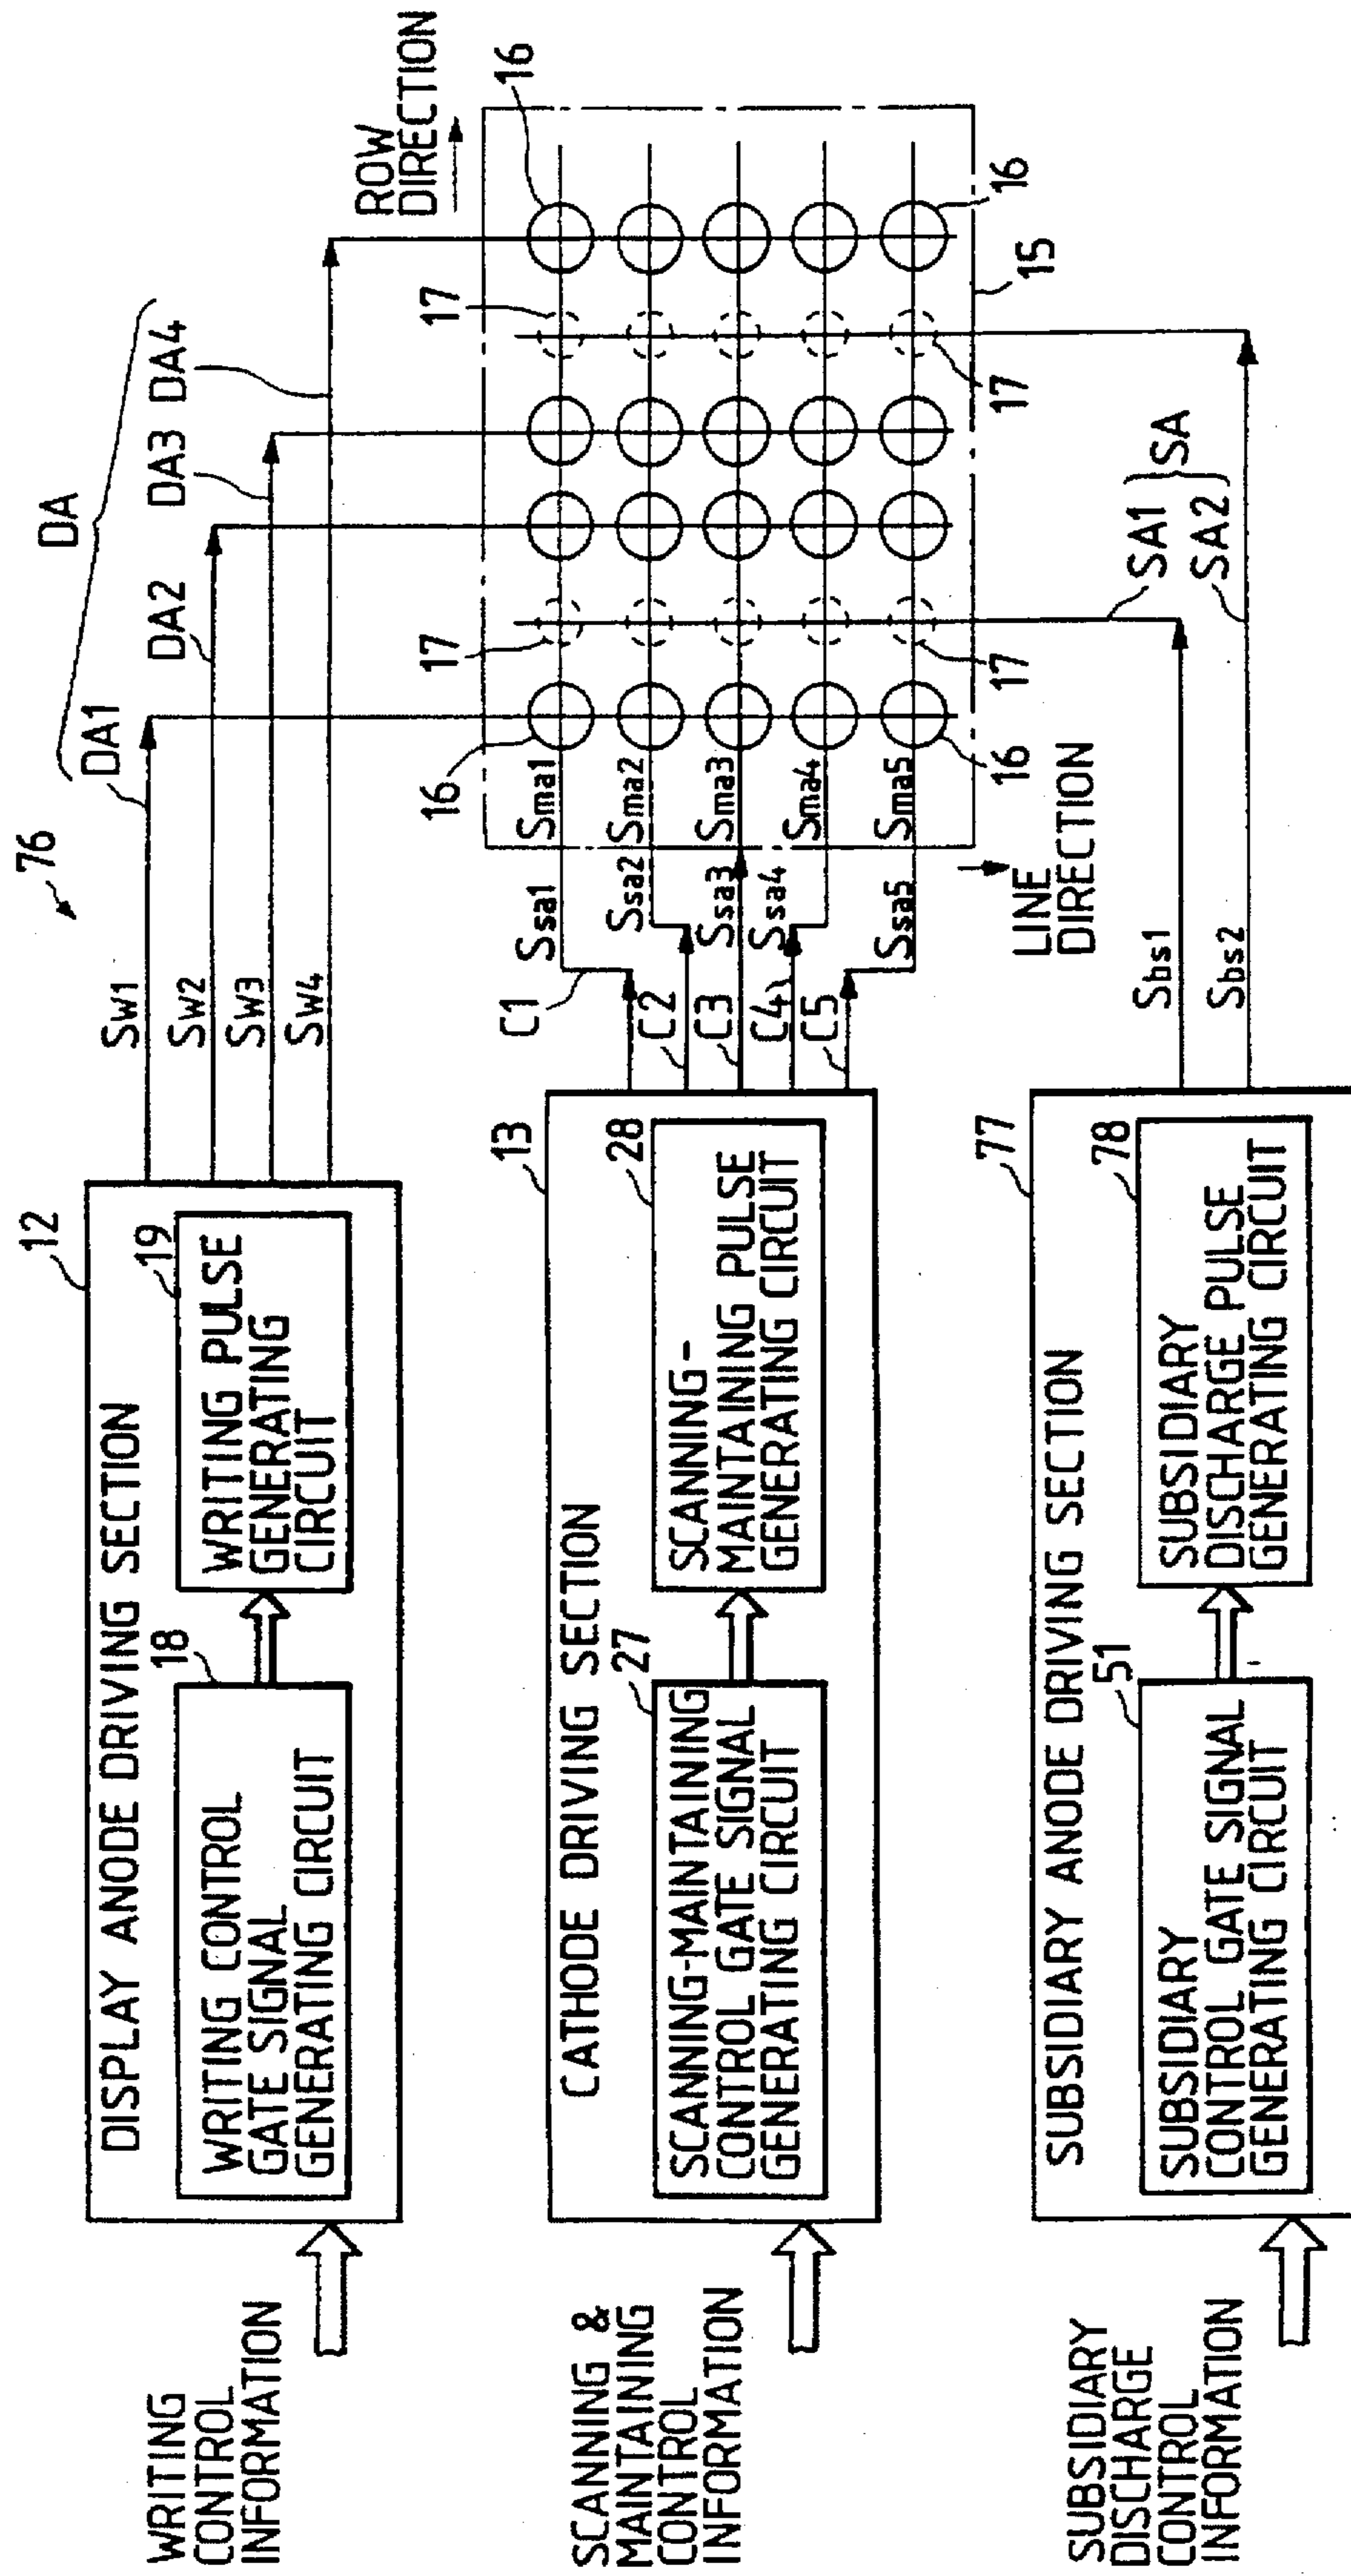 76
WRITING
CONTROL
INFORMATION
12
DISPLAY ANODE DRIVING SECTION
18
WRITING CONTROL
GATE SIGNAL
GENERATING CIRCUIT
19
WRITING PULSE
GENERATING
CIRCUIT
SW1
SW2
SW3
SW4
DA
DA1
DA2
DA3
DA4
ROW
DIRECTION
SCANNING &
MAINTAINING
CONTROL
INFORMATION
13
CATHODE DRIVING SECTION
27
SCANNING-MAINTAINING
CONTROL GATE SIGNAL
GENERATING CIRCUIT
28
SCANNING-
MAINTAINING PULSE
GENERATING CIRCUIT
C1
C2
C3
C4
C5
Ssa1
Ssa2
Ssa3
Ssa4
Ssa5
Sma1
Sma2
Sma3
Sma4
Sma5
16
17
17
16
16
17
17
16
15
LINE
DIRECTION
SUBSIDIARY
DISCHARGE
CONTROL
INFORMATION
77
SUBSIDIARY ANODE DRIVING SECTION
51
SUBSIDIARY
CONTROL GATE SIGNAL
GENERATING CIRCUIT
78
SUBSIDIARY
DISCHARGE PULSE
GENERATING CIRCUIT
Sbs1
Sbs2
SA1
SA2
SA